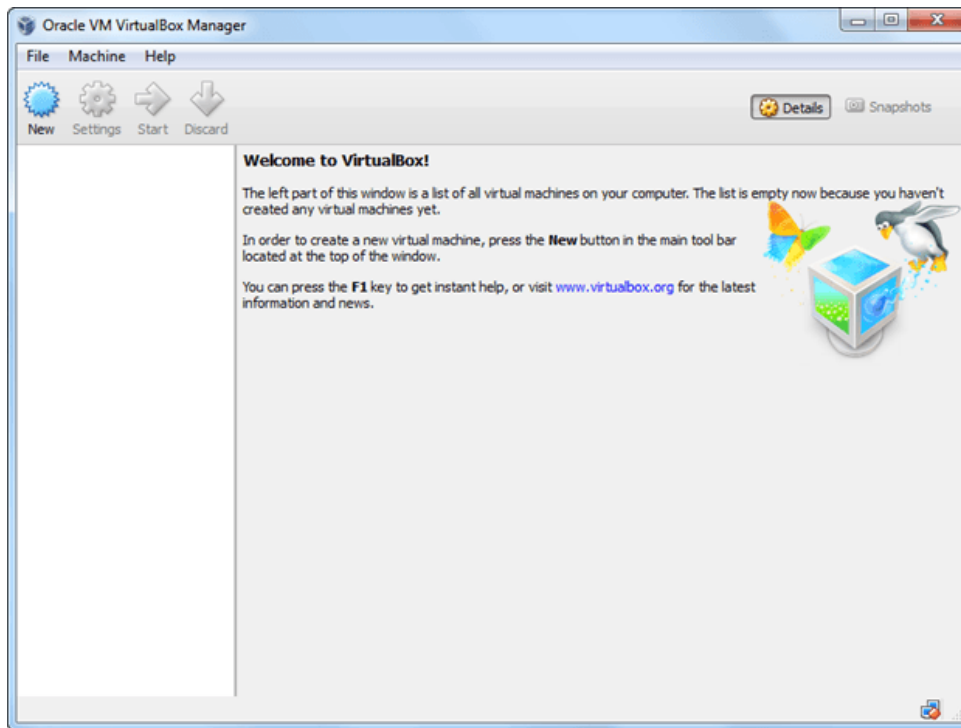 Oracle VM VirtualBox Manager
File Machine Help
New Settings Start Discard
Details Snapshots
Welcome to VirtualBox!
The left part of this window is a list of all virtual machines on your computer. The list is empty now because you haven't
created any virtual machines yet.
In order to create a new virtual machine, press the New button in the main tool bar
located at the top of the window.
You can press the F1 key to get instant help, or visit www.virtualbox.org for the latest
information and news.